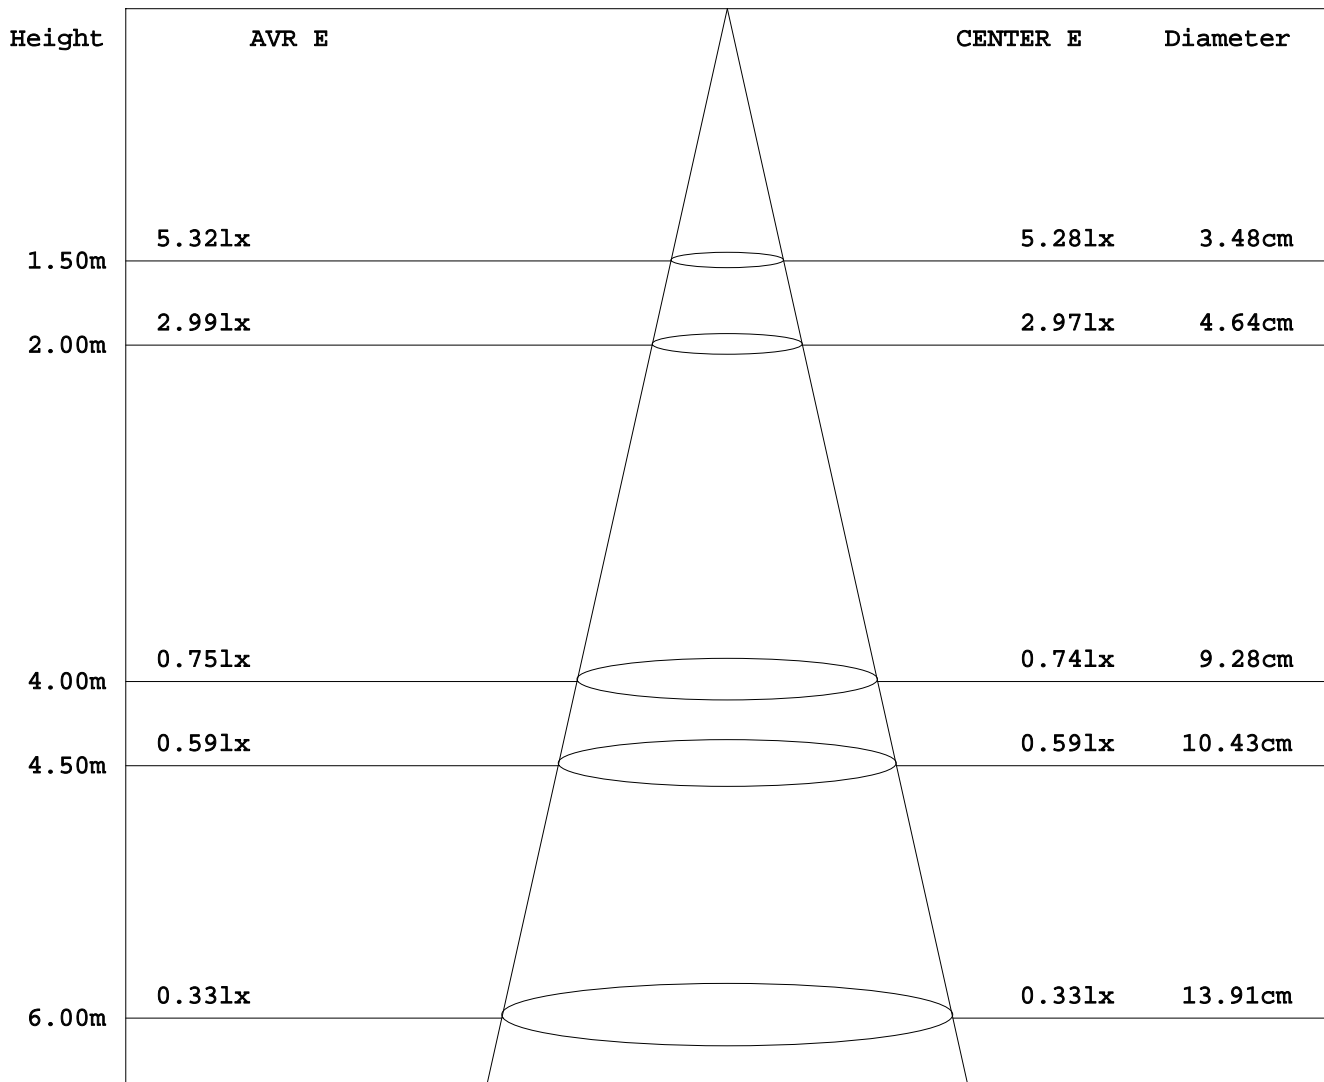 Height AVR E CENTER E Diameter
5.32lx 5.28lx 3.48cm
1.50m
2.99lx 2.97lx 4.64cm
2.00m
0.75lx 0.74lx 9.28cm
4.00m
0.59lx 0.59lx 10.43cm
4.50m
0.33lx 0.33lx 13.91cm
6.00m